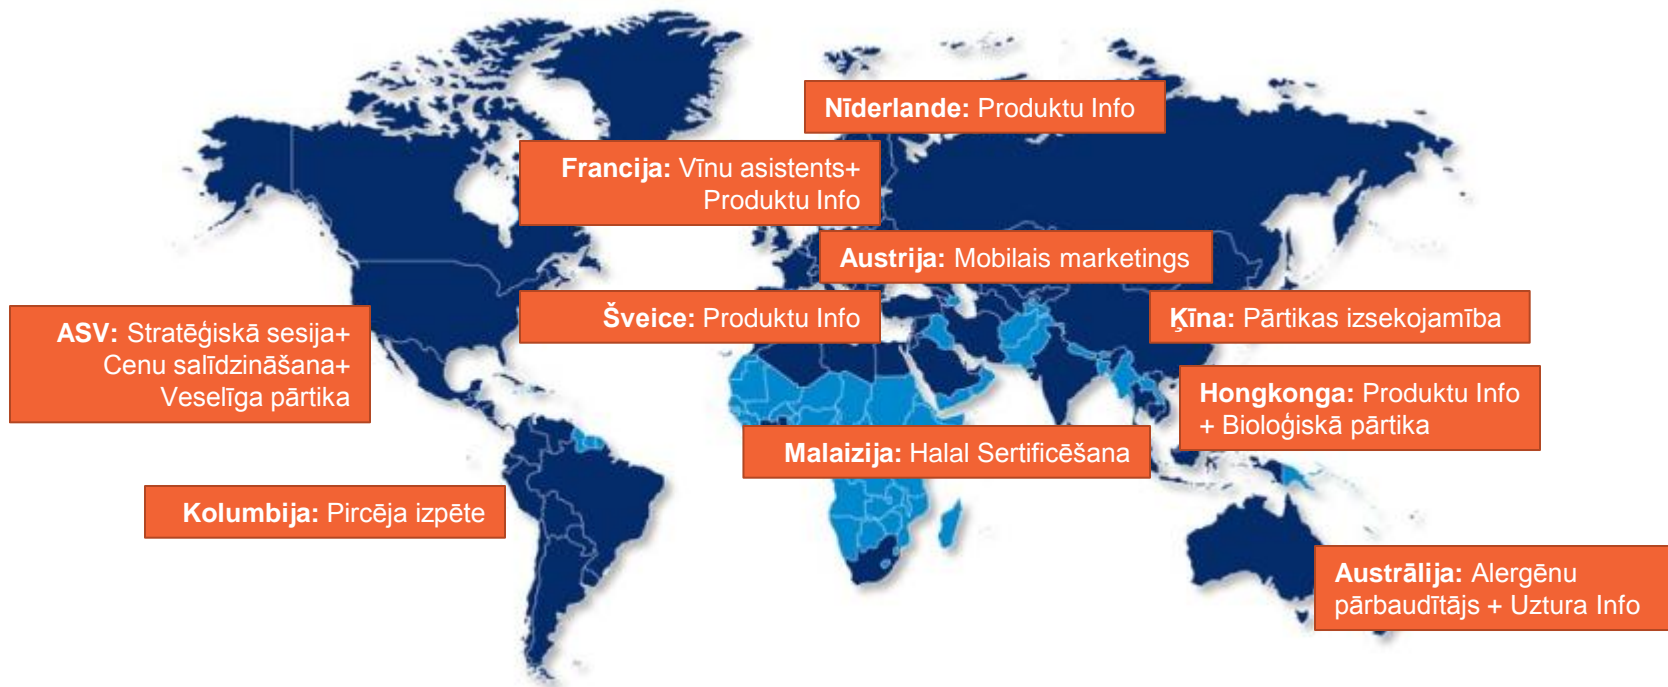 Nīderlande: Produktu Info
Francija: Vīnu asistents+
Produktu Info
Austrija: Mobilais marketings
Šveice: Produktu Info
Ķīna: Pārtikas izsekojamība
ASV: Stratēģiskā sesija+
Cenu salīdzināšana+
Veselīga pārtika
Hongkonga: Produktu Info
+ Bioloģiskā pārtika
Malaizija: Halal Sertificēšana
Kolumbija: Pircēja izpēte
Austrālija: Alergēnu
pārbaudītājs + Uztura Info